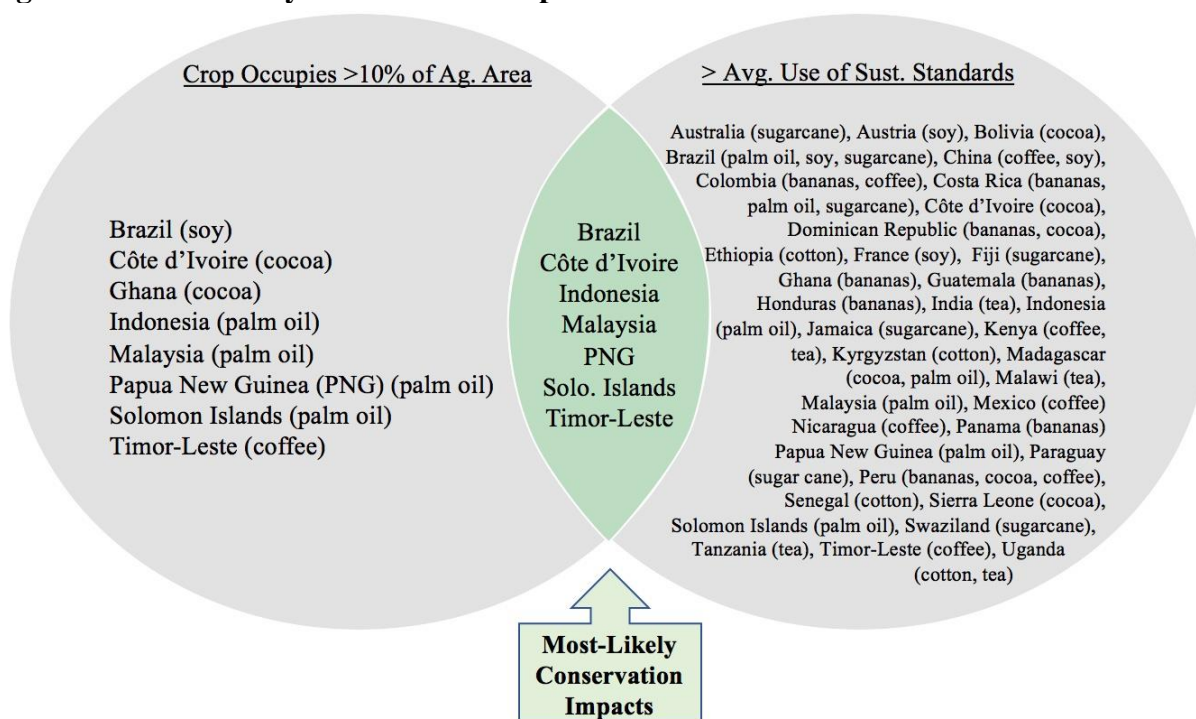 Crop Occupies >10% of Ag. Area
Brazil (soy)
Côte d’Ivoire (cocoa)
Ghana (cocoa)
Indonesia (palm oil)
Malaysia (palm oil)
Papua New Guinea (PNG) (palm oil)
Solomon Islands (palm oil)
Timor-Leste (coffee)
Brazil
Côte d’Ivoire
Indonesia
Malaysia
PNG
Solo. Islands
Timor-Leste
> Avg. Use of Sust. Standards
Australia (sugarcane), Austria (soy), Bolivia (cocoa),
Brazil (palm oil, soy, sugarcane), China (coffee, soy),
Colombia (bananas, coffee), Costa Rica (bananas,
palm oil, sugarcane), Côte d’Ivoire (cocoa),
Dominican Republic (bananas, cocoa),
Ethiopia (cotton), France (soy), Fiji (sugarcane),
Ghana (bananas), Guatemala (bananas),
Honduras (bananas), India (tea), Indonesia
(palm oil), Jamaica (sugarcane), Kenya (coffee,
tea), Kyrgyzstan (cotton), Madagascar
(cocoa, palm oil), Malawi (tea),
Malaysia (palm oil), Mexico (coffee)
Nicaragua (coffee), Panama (bananas)
Papua New Guinea (palm oil), Paraguay
(sugar cane), Peru (bananas, cocoa, coffee),
Senegal (cotton), Sierra Leone (cocoa),
Solomon Islands (palm oil), Swaziland (sugarcane),
Tanzania (tea), Timor-Leste (coffee), Uganda
(cotton, tea)
Most-Likely
Conservation
Impacts